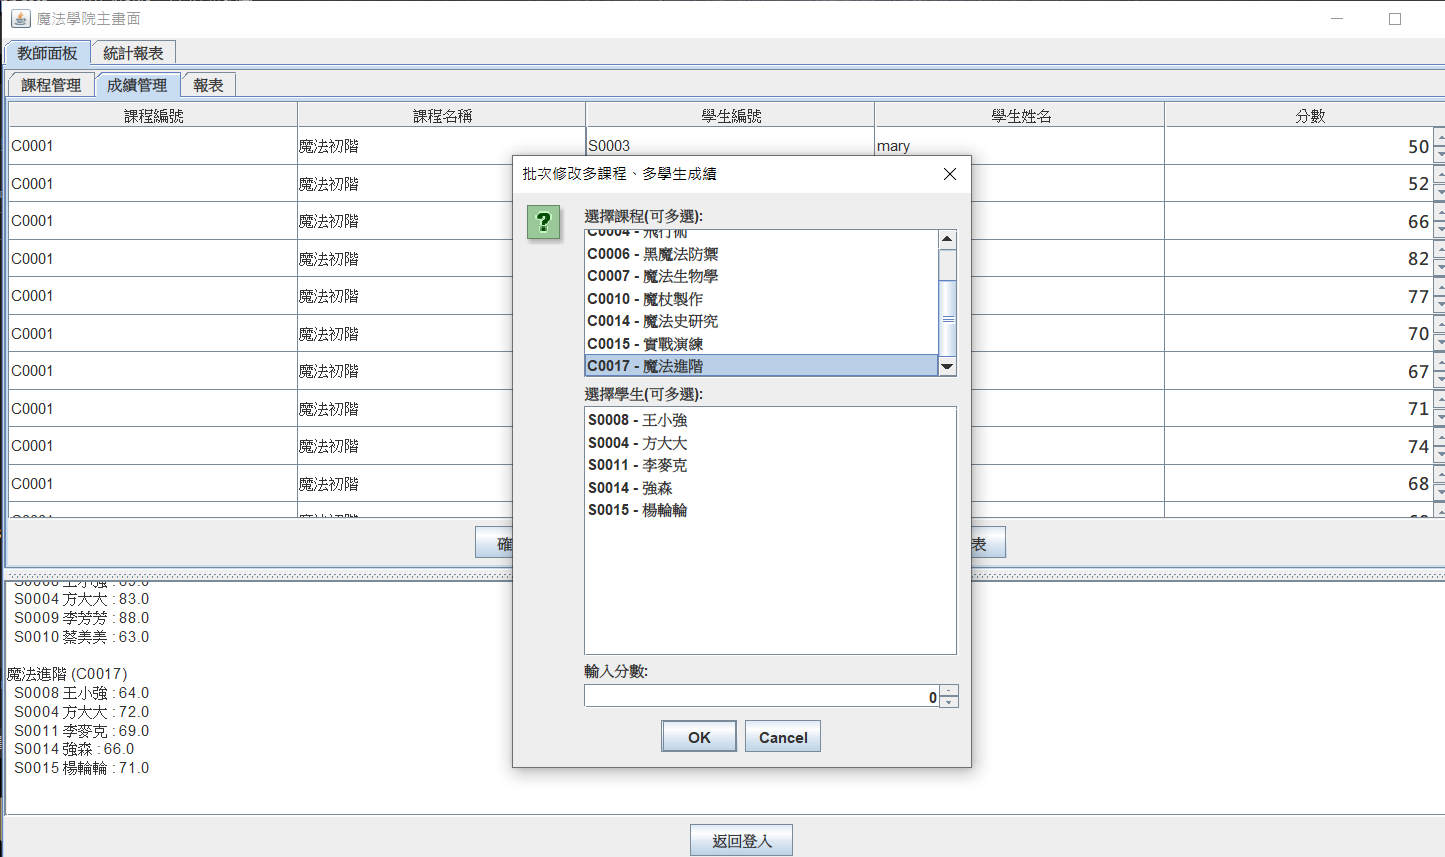 魔法學院主畫面
教師面板 統計報表
課程管理 成績管理 報表
課程編號 課程名稱 學生編號 學生姓名 分數
C0001 魔法初階 S0003 mary 50
C0001 魔法初階 52
C0001 魔法初階 66
C0001 魔法初階 82
C0001 魔法初階 77
C0001 魔法初階 70
C0001 魔法初階 67
C0001 魔法初階 71
C0001 魔法初階 74
C0001 魔法初階 68
C0001 魔法初階
確
表
批次修改多課程、多學生成績
?
選擇課程(可多選):
C0004 - 飛行術
C0006 - 黑魔法防禦
C0007 - 魔法生物學
C0010 - 魔杖製作
C0014 - 魔法史研究
C0015 - 實戰演練
C0017 - 魔法進階
選擇學生(可多選):
S0008 - 王小強
S0004 - 方大大
S0011 - 李麥克
S0014 - 強森
S0015 - 楊輪輪
輸入分數:
0
OK Cancel
S0008 王小強 : 69.0
S0004 方大大 : 83.0
S0009 李芳芳 : 88.0
S0010 蔡美美 : 63.0
魔法進階 (C0017)
S0008 王小強 : 64.0
S0004 方大大 : 72.0
S0011 李麥克 : 69.0
S0014 強森 : 66.0
S0015 楊輪輪 : 71.0
返回登入